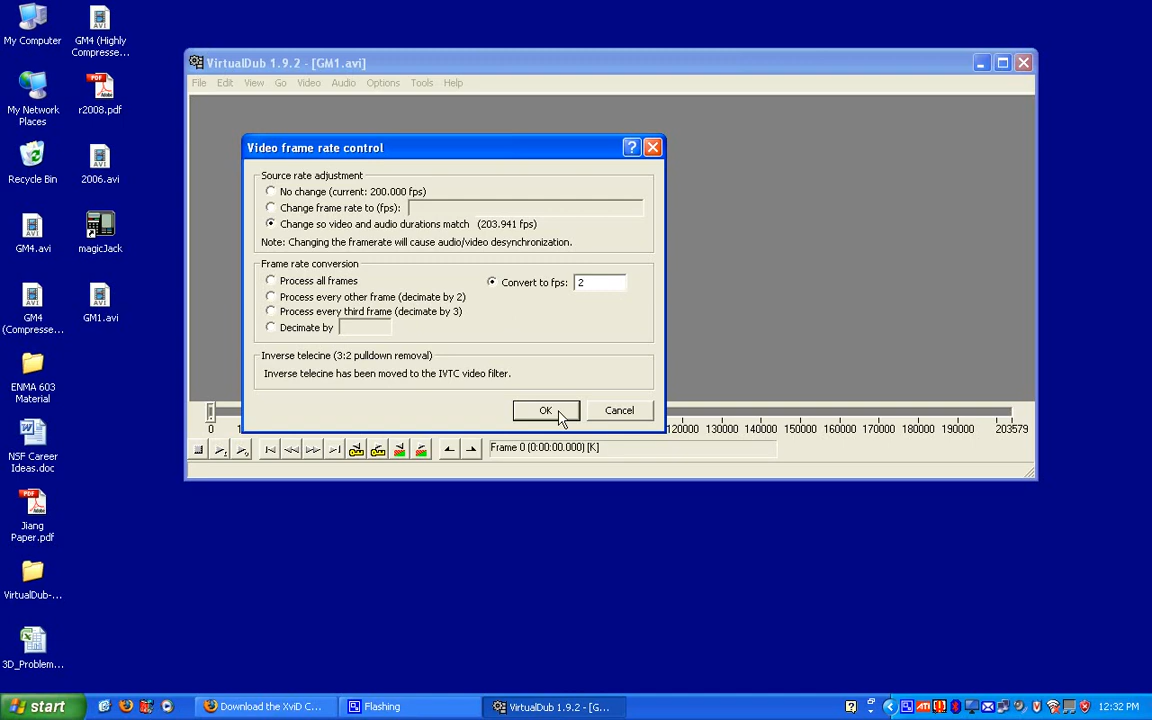 My Computer
GM4 (Highly
Compresse...
My Network
Places
r2008.pdf
Recycle Bin
2006.avi
GM4.avi
magicJack
GM4
(Compresse...
GM1.avi
ENMA 603
Material
NSF Career
Ideas.doc
Jiang
Paper.pdf
VirtualDub-...
3D_Problem...
VirtualDub 1.9.2 - [GM1.avi]
File Edit View Go Video Audio Options Tools Help
Video frame rate control
Source rate adjustment
No change (current: 200.000 fps)
Change frame rate to (fps):
Change so video and audio durations match (203.941 fps)
Note: Changing the framerate will cause audio/video desynchronization.
Frame rate conversion
Process all frames
Convert to fps: 2
Process every other frame (decimate by 2)
Process every third frame (decimate by 3)
Decimate by
Inverse telecine (3:2 pulldown removal)
Inverse telecine has been moved to the IVTC video filter.
OK Cancel
0 120000 130000 140000 150000 160000 170000 180000 190000 203579
Frame 0 (0:00:00.000) [K]
start Download the XviD C... Flashing VirtualDub 1.9.2 - [G... 12:32 PM